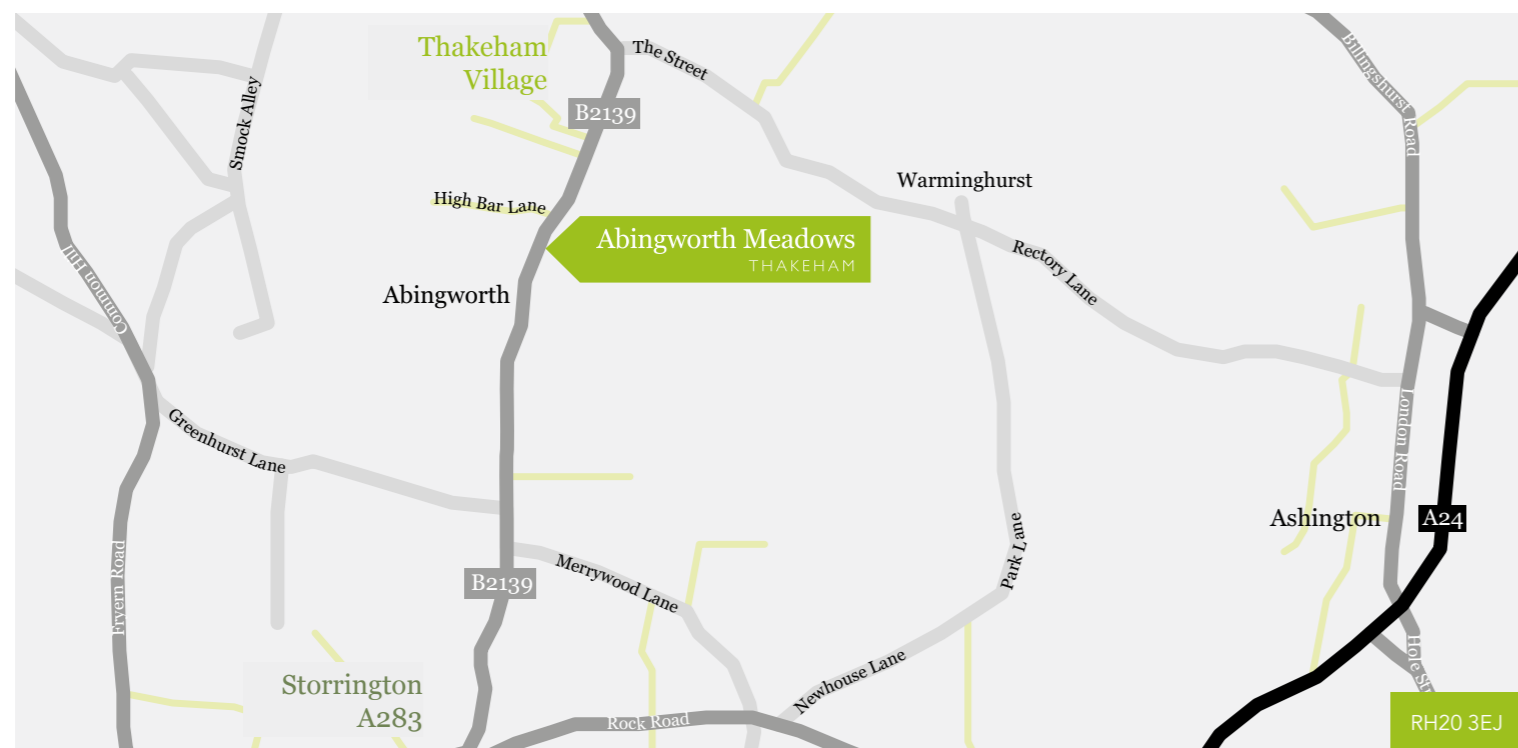 Thakeham
Village
The Street
Billingshurst Road
Smock Alley
B2139
Warminghurst
High Bar Lane
Abingworth Meadows
THAKEHAM
Common Hill
Rectory Lane
Abingworth
Greenhurst Lane
London Road
Ashington
A24
Park Lane
Fryern Road
B2139
Merrywood Lane
Newhouse Lane
Hole St
Storrington
A283
Rock Road
RH20 3EJ